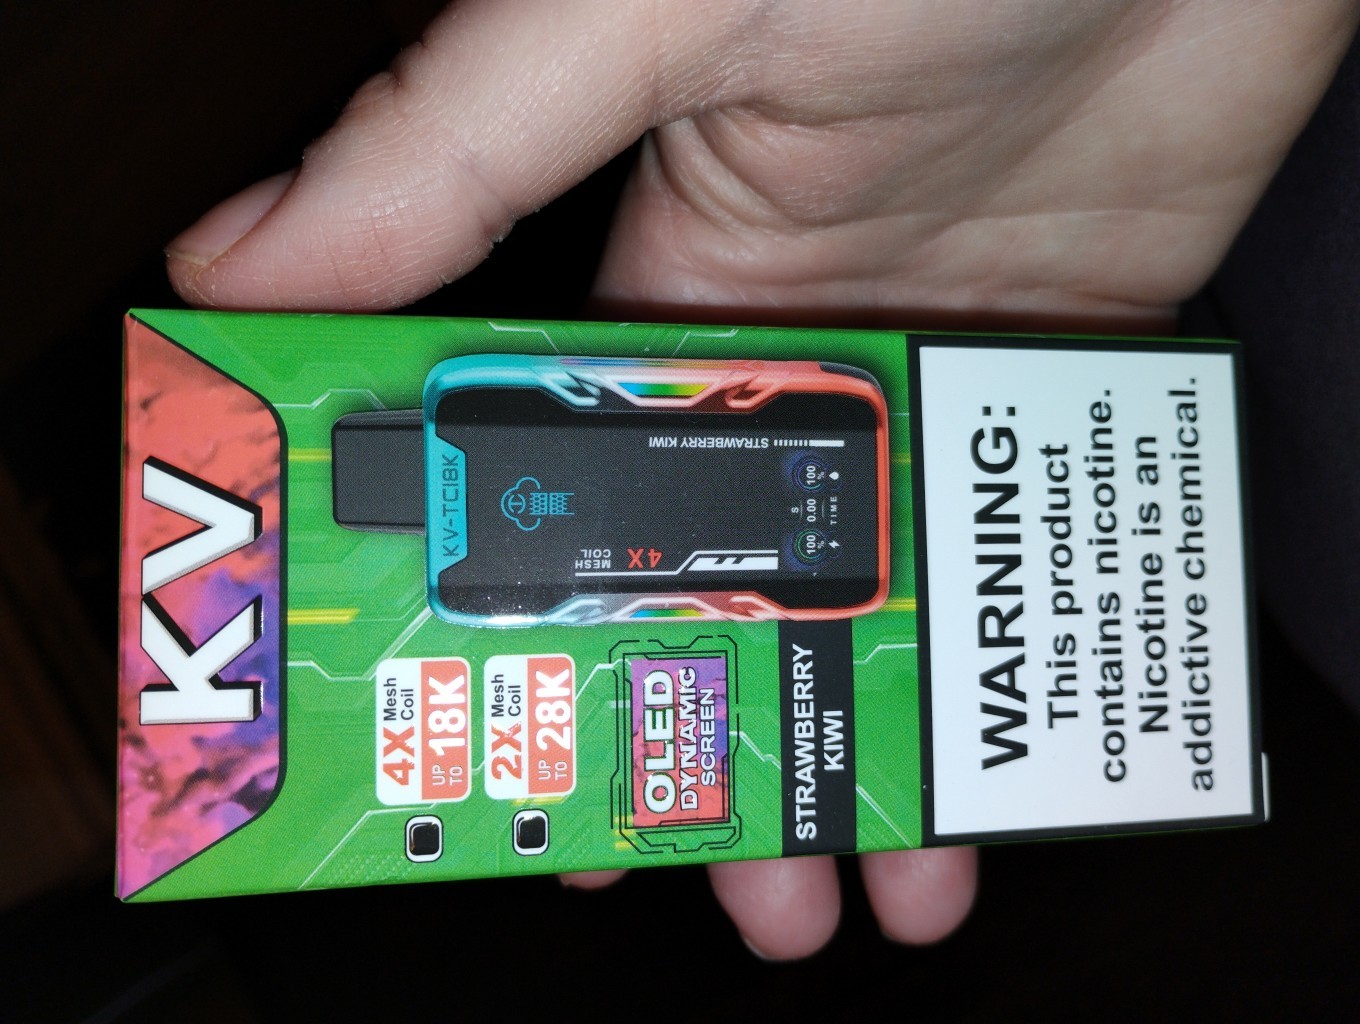 KV
4X Mesh Coil
UP TO 18K
2X Mesh Coil
UP TO 28K
OLED
DYNAMIC
SCREEN
STRAWBERRY
KIWI
KV-TC18K
4X
MESH
COIL
STRAWBERRY KIWI
100
%
S
0.00
TIME
100
%
WARNING:
This product
contains nicotine.
Nicotine is an
addictive chemical.